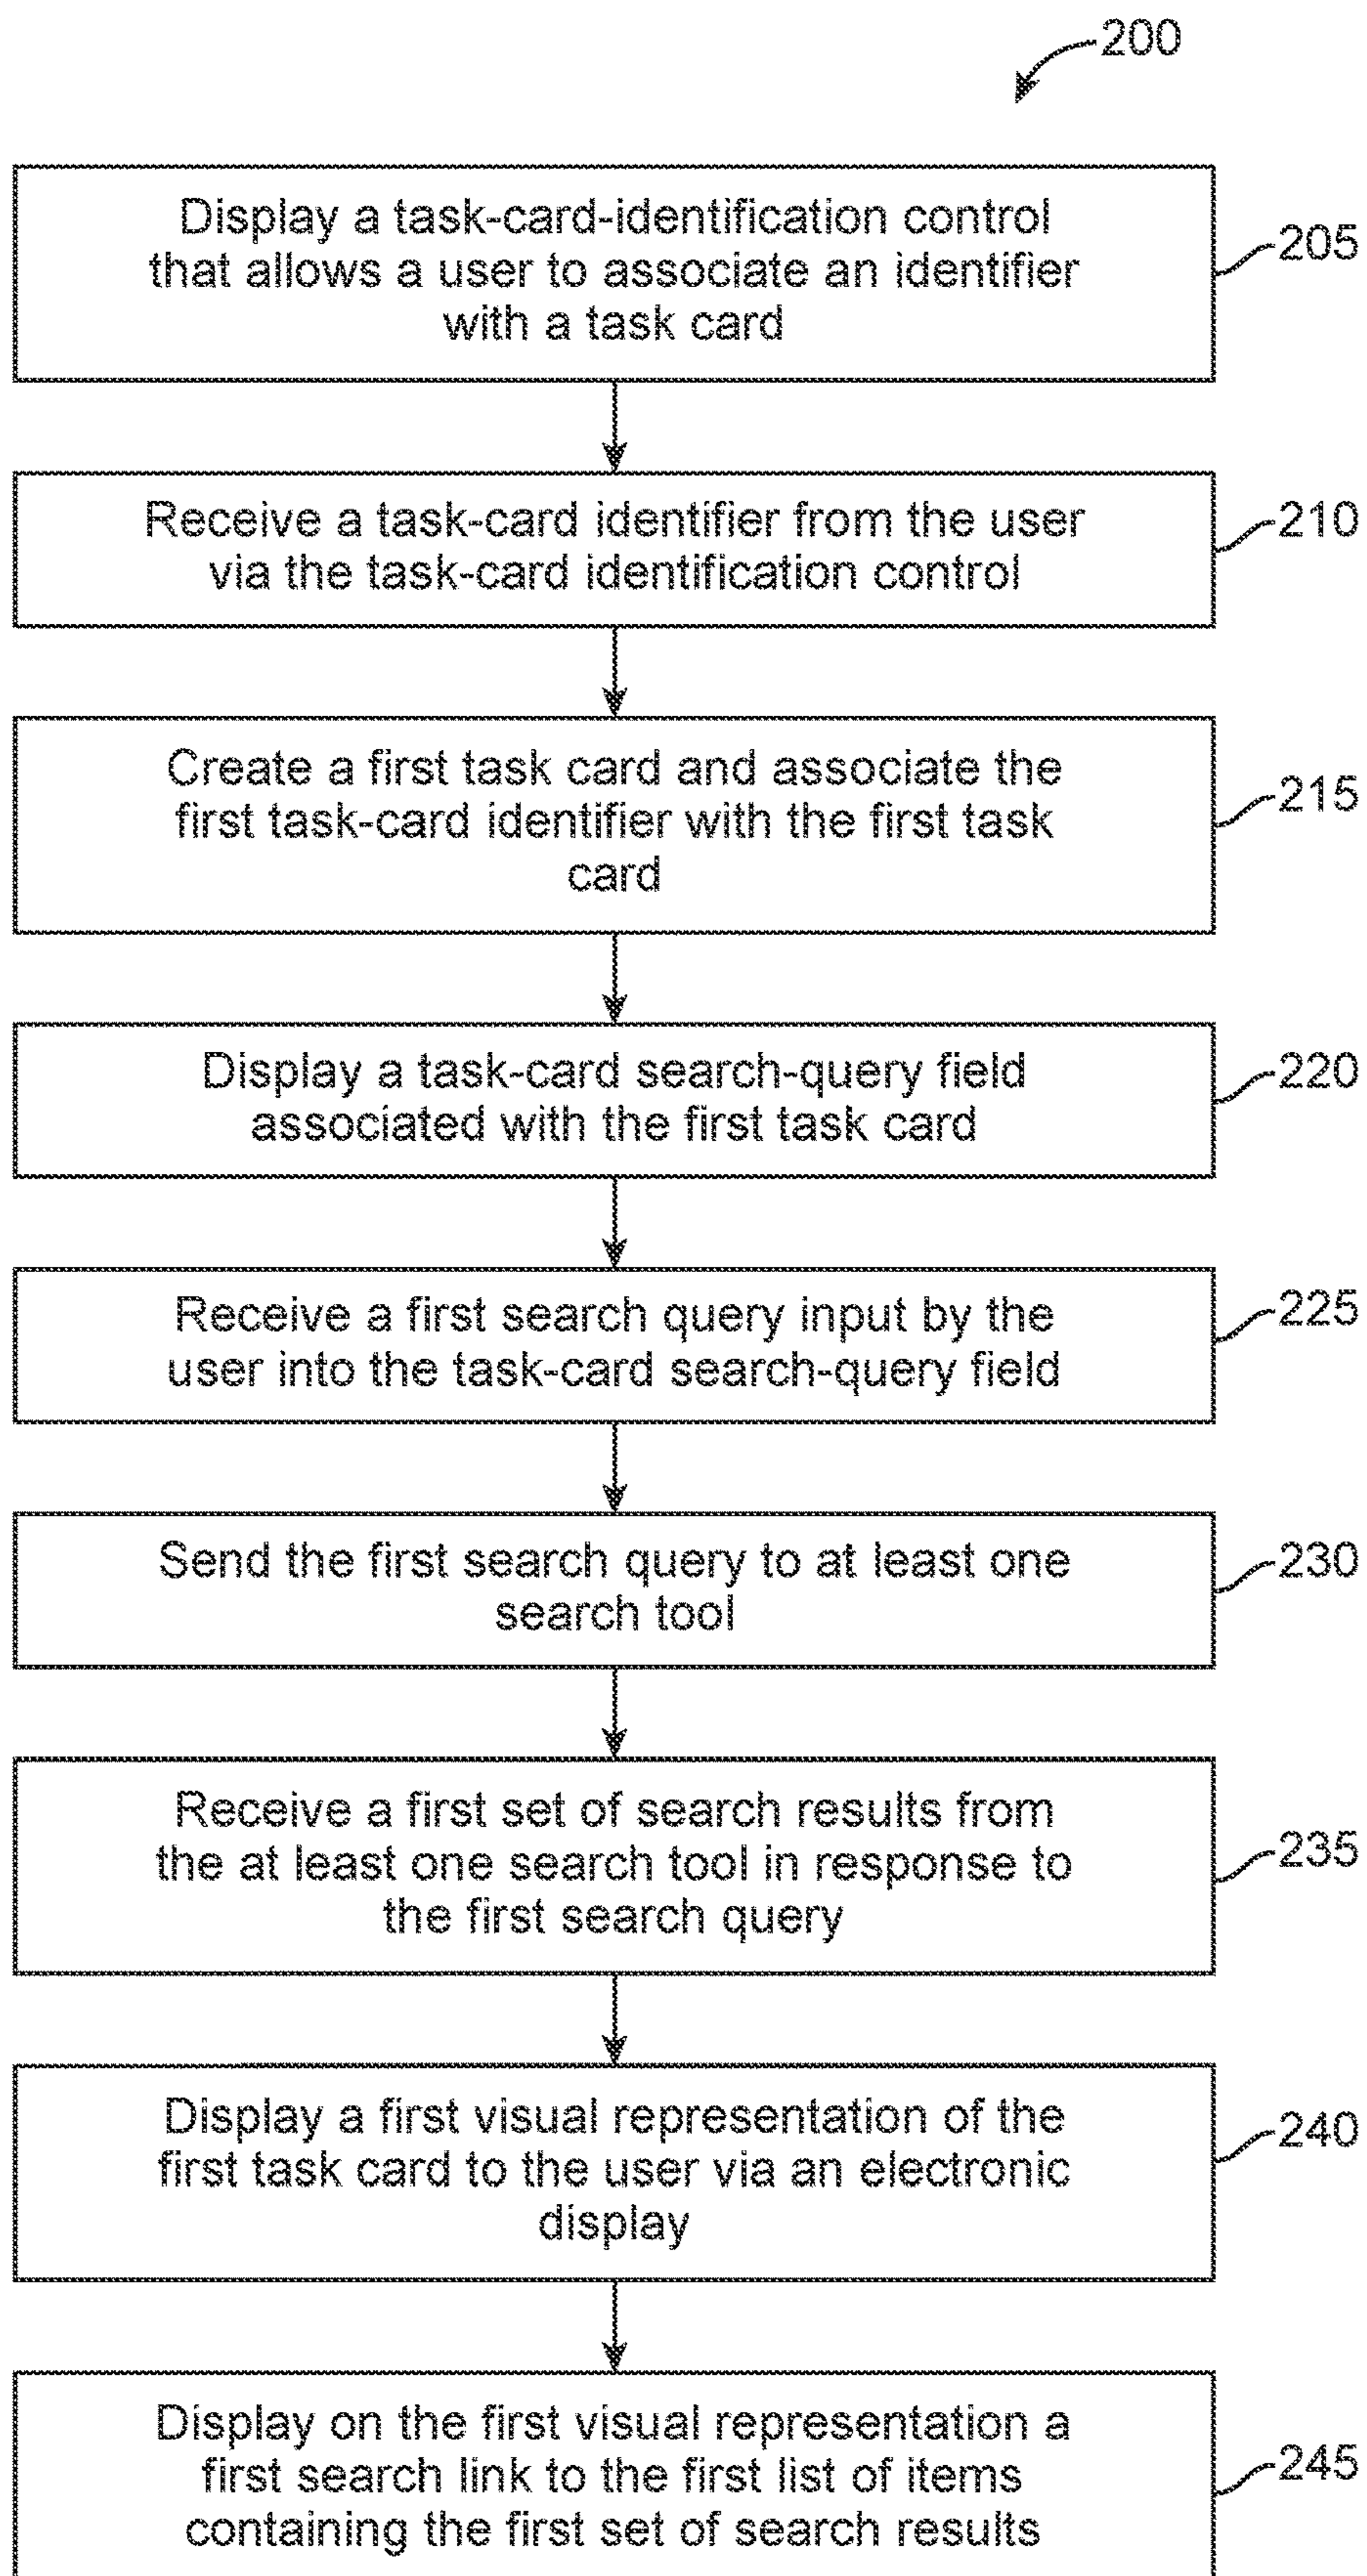 200
Display a task-card-identification control
that allows a user to associate an identifier
with a task card
205
Receive a task-card identifier from the user
via the task-card identification control
210
Create a first task card and associate the
first task-card identifier with the first task
card
215
Display a task-card search-query field
associated with the first task card
220
Receive a first search query input by the
user into the task-card search-query field
225
Send the first search query to at least one
search tool
230
Receive a first set of search results from
the at least one search tool in response to
the first search query
235
Display a first visual representation of the
first task card to the user via an electronic
display
240
Display on the first visual representation a
first search link to the first list of items
containing the first set of search results
245